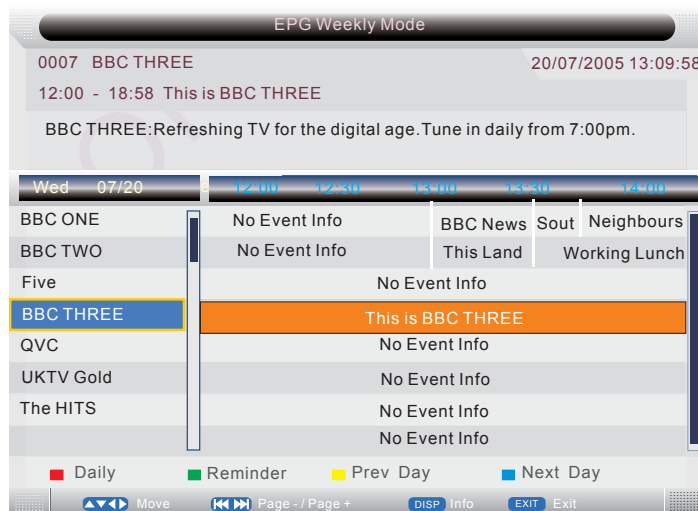 EPG Weekly Mode
0007 BBC THREE 20/07/2005 13:09:58
12:00 - 18:58 This is BBC THREE
BBC THREE:Refreshing TV for the digital age.Tune in daily from 7:00pm.
Wed 07/20 12:00 12:30 13:00 13:30 14:00
BBC ONE No Event Info BBC News Sout Neighbours
BBC TWO No Event Info This Land Working Lunch
Five No Event Info
BBC THREE This is BBC THREE
QVC No Event Info
UKTV Gold No Event Info
The HITS No Event Info
No Event Info
Daily Reminder Prev Day Next Day
Move Page - / Page + DISP Info EXIT Exit